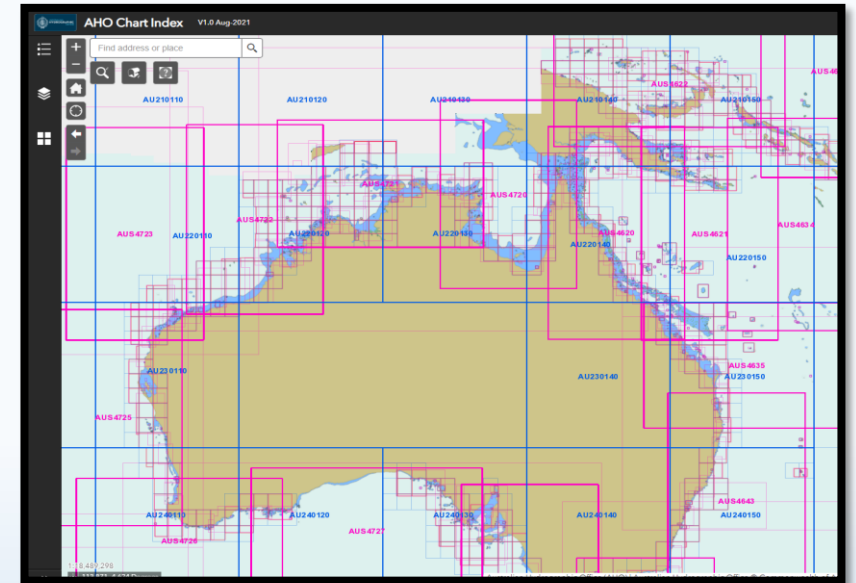 AHO Chart Index V1.0 Aug-2021
Find address or place
AU210110
AU210120
AU210130
AU210140
AU210150
AUS4622
AUS4723
AU220110
AUS4722
AU220120
AUS4721
AUS4720
AU220130
AUS4620
AU220140
AUS4621
AUS4634
AU220150
AU230110
AU230140
AUS4635
AU230150
AUS4725
AU240110
AUS4726
AU240120
AUS4727
AU240130
AU240140
AUS4643
AU240150